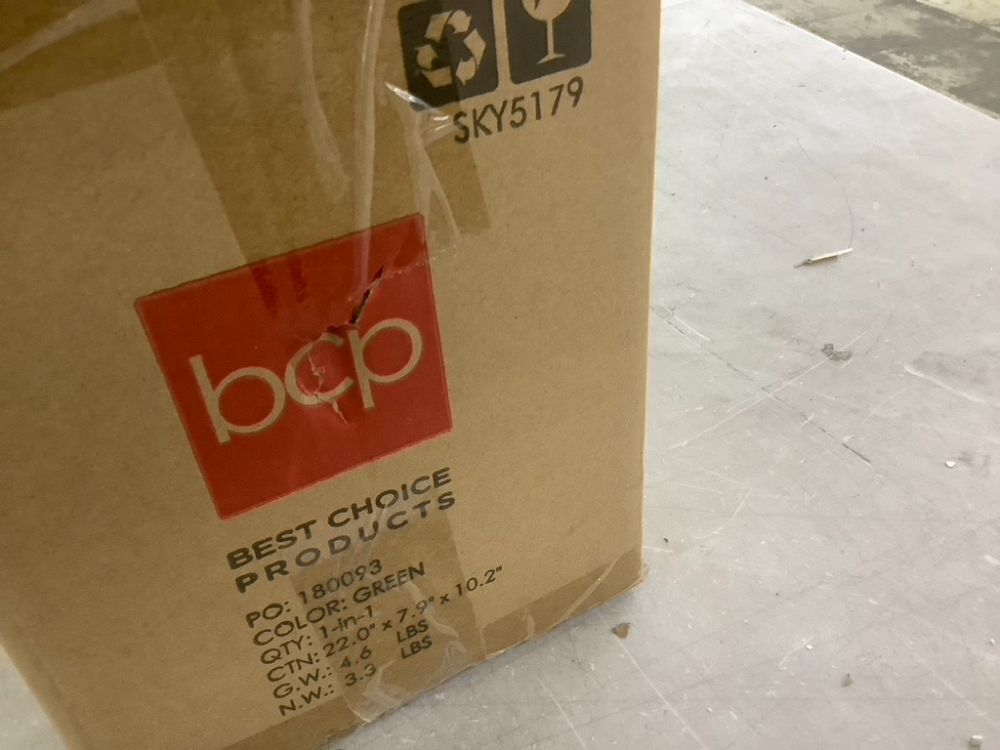 SKY5179
bcp
BEST CHOICE
PRODUCTS
PO: 180093
COLOR: GREEN
QTY: 1-in-1
CTN: 22.0" x 7.9" x 10.2"
G.W.: 4.6 LBS
N.W.: 3.3 LBS